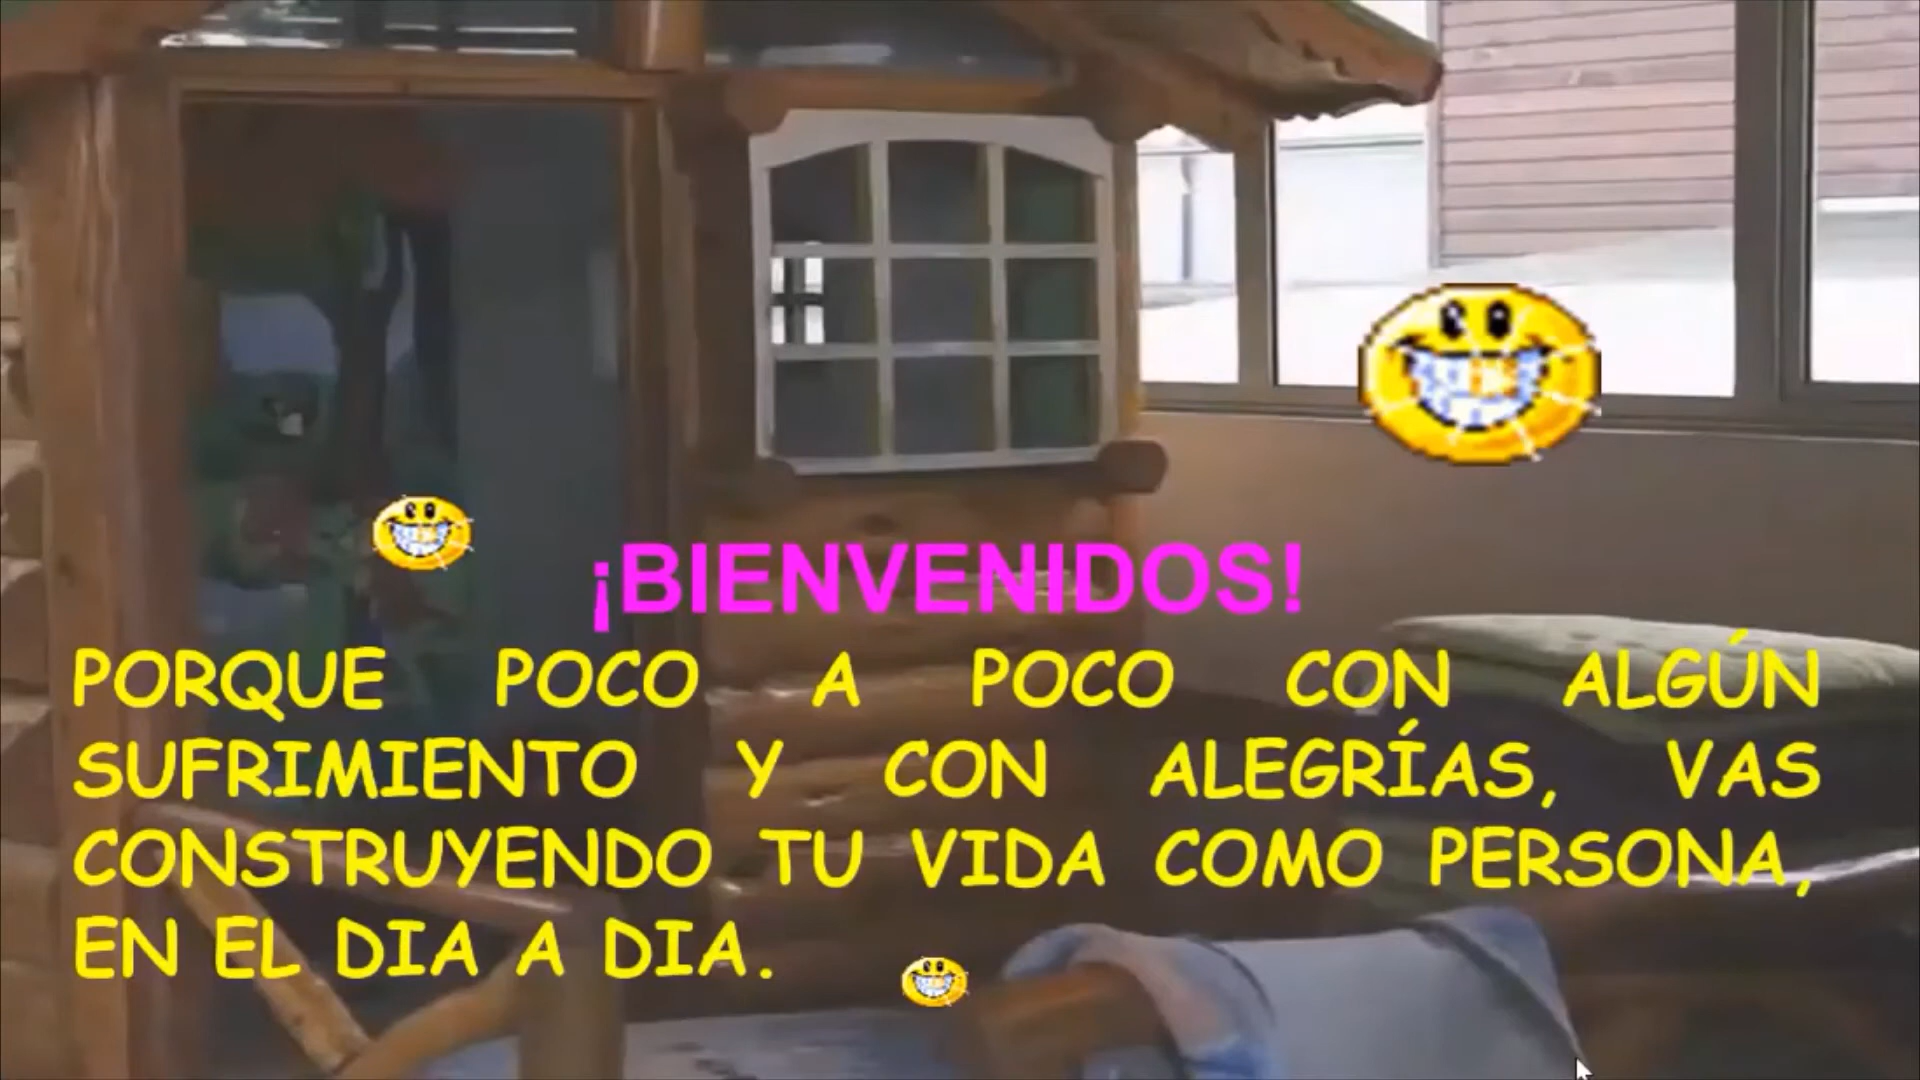 ¡BIENVENIDOS!
PORQUE POCO A POCO CON ALGÚN
SUFRIMIENTO Y CON ALEGRÍAS, VAS
CONSTRUYENDO TU VIDA COMO PERSONA,
EN EL DIA A DIA.